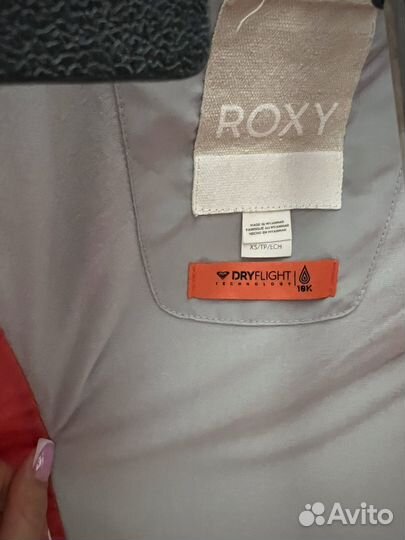 ROXY
MADE IN MYANMAR
FABRIQUÉ AU MYANMAR
HECHO EN MYANMAR
XS/TP/ECH
DRYFLIGHT
TECHNOLOGY
10K
Avito